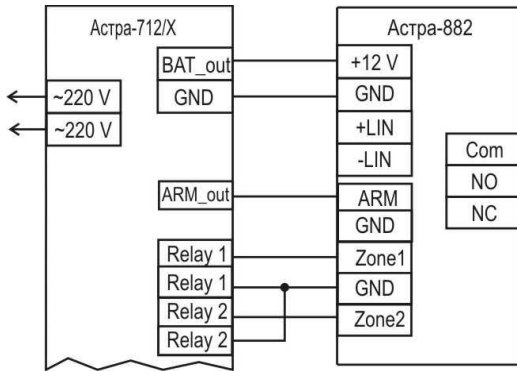 Астра-712/Х
~220 V
~220 V
BAT_out
GND
ARM_out
Relay 1
Relay 1
Relay 2
Relay 2
Астра-882
+12 V
GND
+LIN
-LIN
ARM
GND
Zone1
GND
Zone2
Com
NO
NC